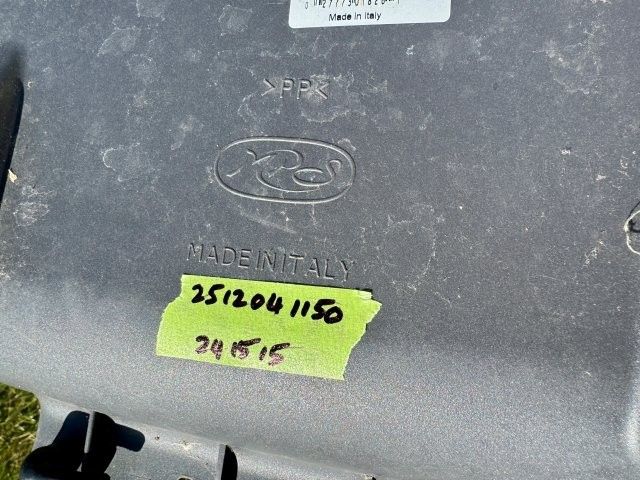 Made in Italy
>PP<
MADE IN ITALY
2512041150
241515